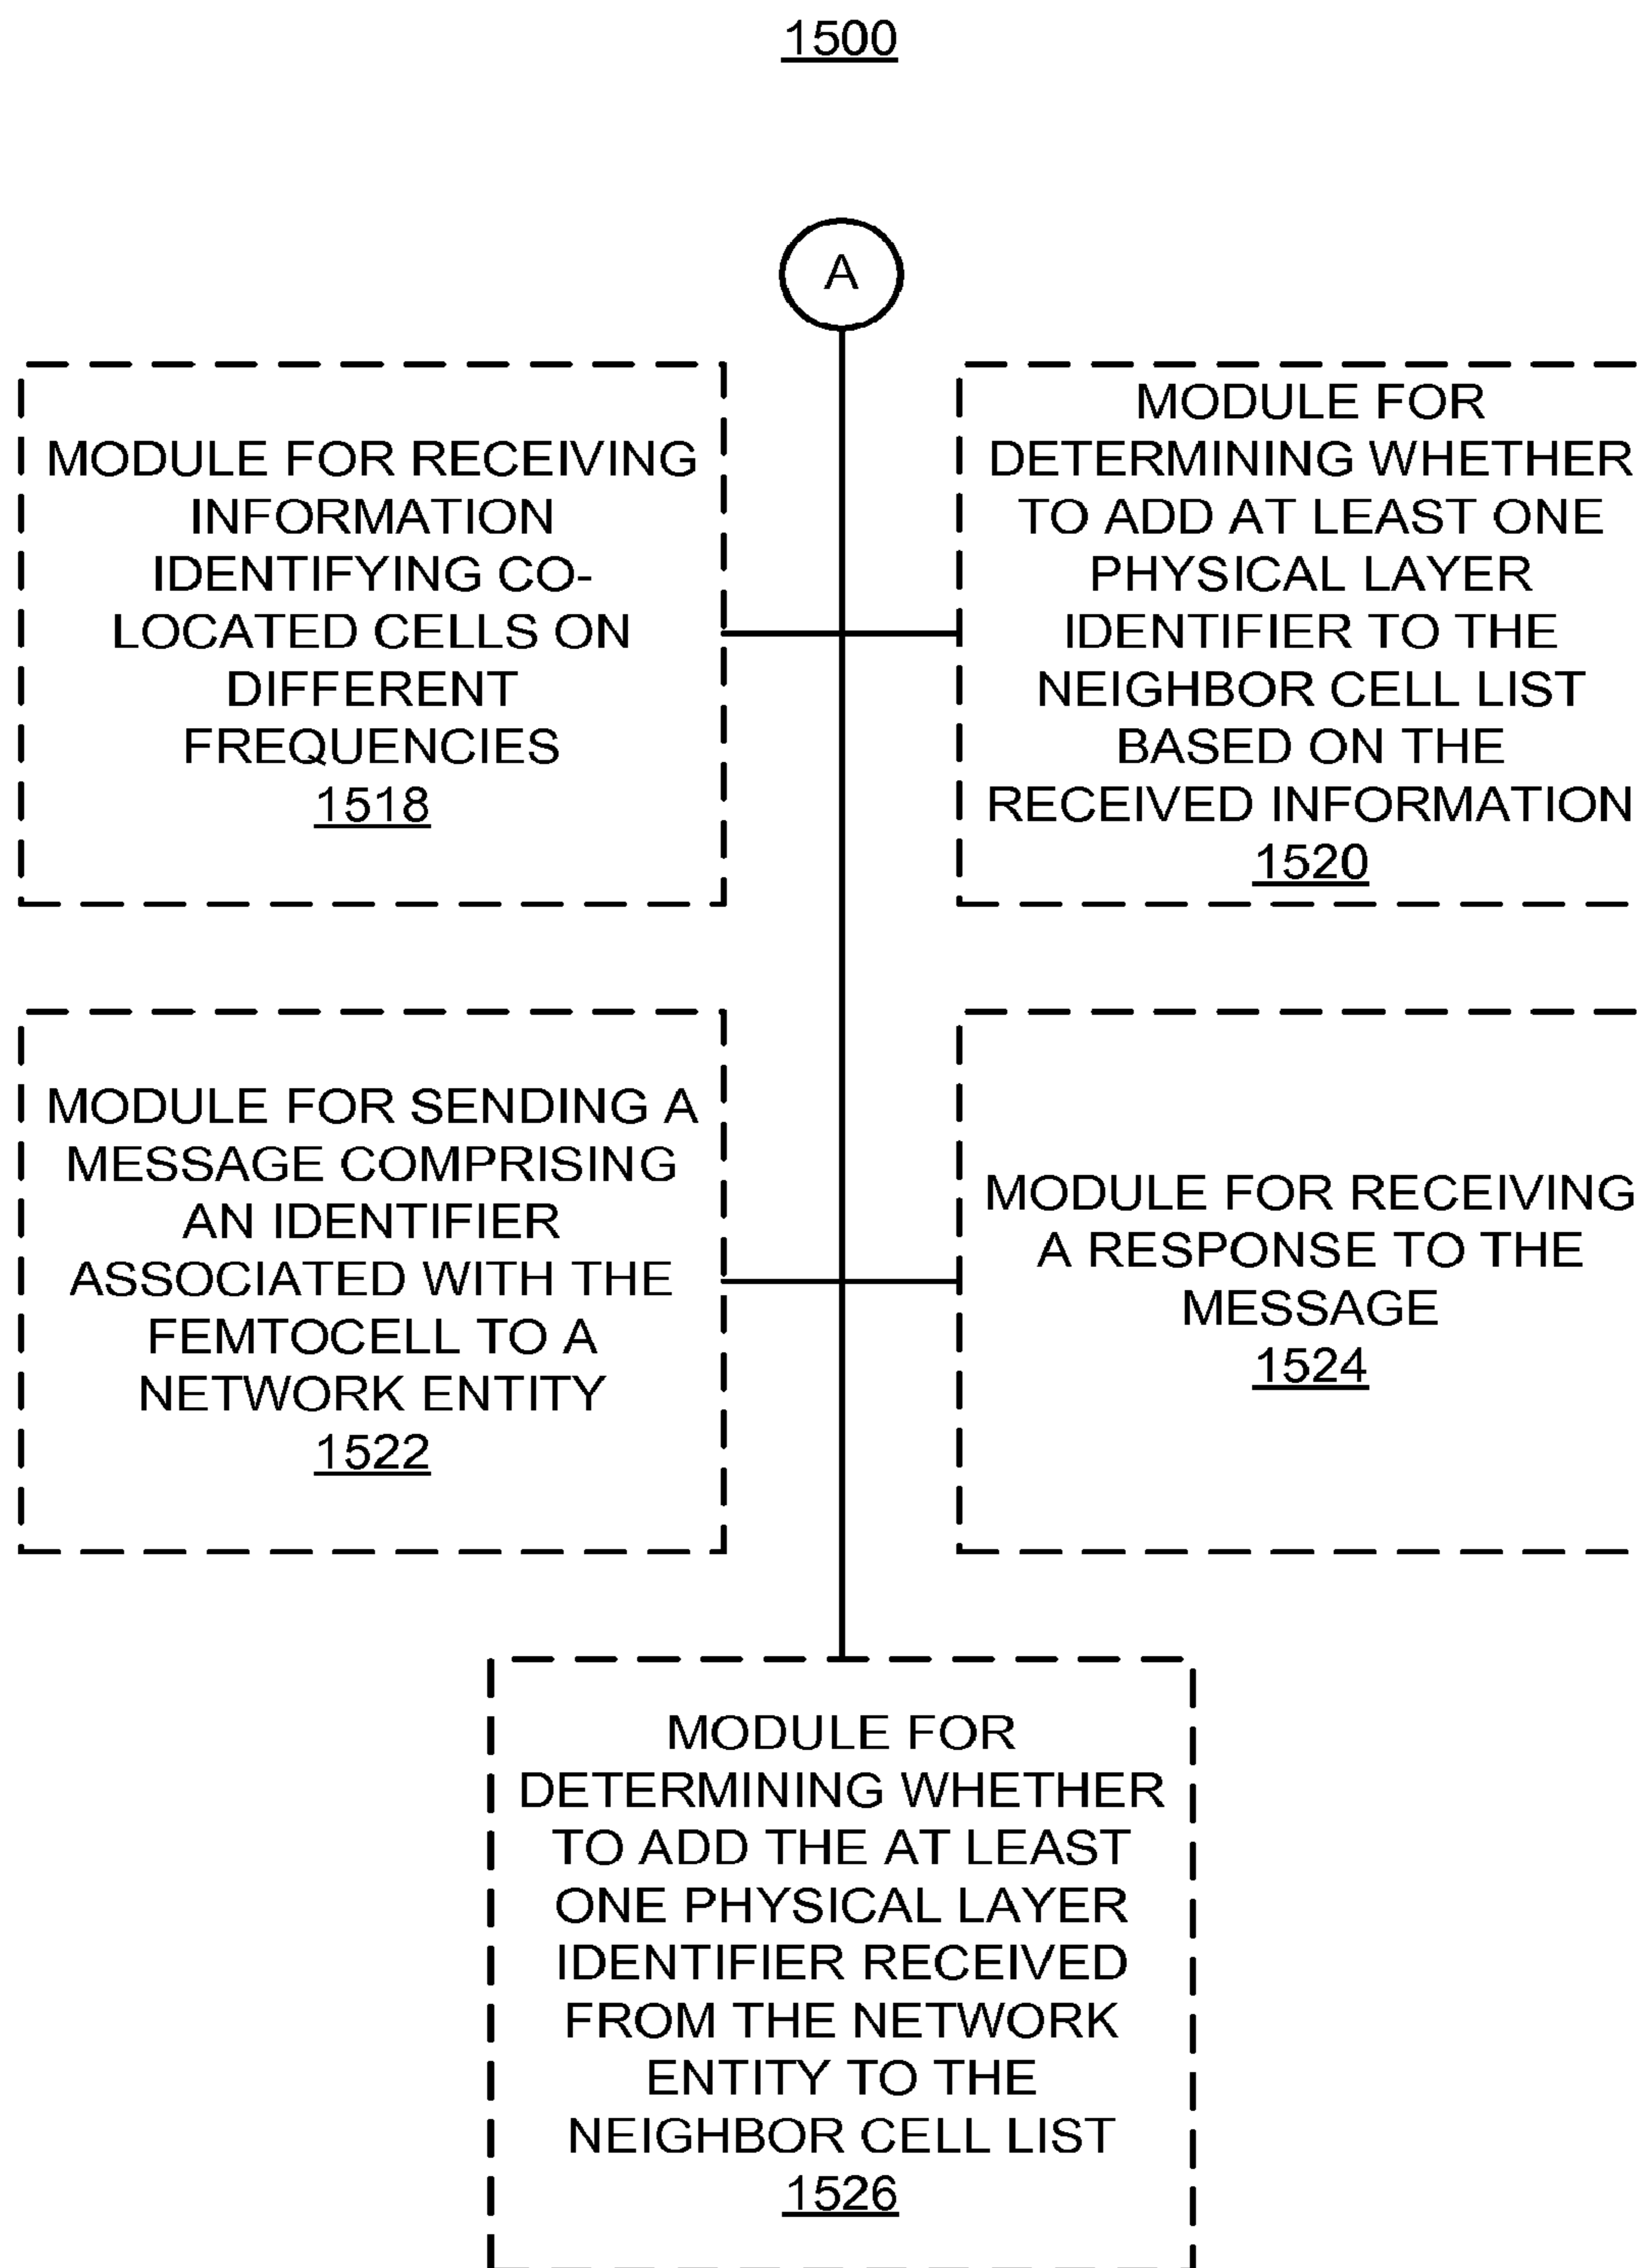 1500
A
MODULE FOR RECEIVING
INFORMATION
IDENTIFYING CO-
LOCATED CELLS ON
DIFFERENT
FREQUENCIES
1518
MODULE FOR
DETERMINING WHETHER
TO ADD AT LEAST ONE
PHYSICAL LAYER
IDENTIFIER TO THE
NEIGHBOR CELL LIST
BASED ON THE
RECEIVED INFORMATION
1520
MODULE FOR SENDING A
MESSAGE COMPRISING
AN IDENTIFIER
ASSOCIATED WITH THE
FEMTOCELL TO A
NETWORK ENTITY
1522
MODULE FOR RECEIVING
A RESPONSE TO THE
MESSAGE
1524
MODULE FOR
DETERMINING WHETHER
TO ADD THE AT LEAST
ONE PHYSICAL LAYER
IDENTIFIER RECEIVED
FROM THE NETWORK
ENTITY TO THE
NEIGHBOR CELL LIST
1526